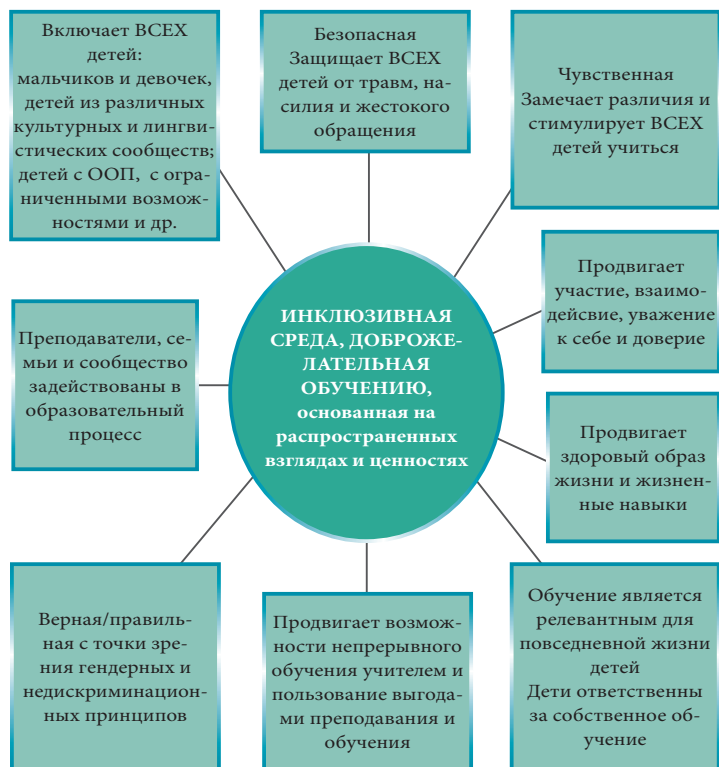 Включает ВСЕХ
детей:
мальчиков и девочек,
детей из различных
культурных и лингви-
стических сообществ;
детей с ООП, с огра-
ниченными возмож-
ностями и др.
Безопасная
Защищает ВСЕХ
детей от травм, на-
силия и жестокого
обращения
Чувственная
Замечает различия и
стимулирует ВСЕХ
детей учиться
Преподаватели, се-
мьи и сообщество
задействованы в
образовательный
процесс
ИНКЛЮЗИВНАЯ
СРЕДА, ДОБРОЖЕ-
ЛАТЕЛЬНАЯ
ОБУЧЕНИЮ,
основанная на
распространенных
взглядах и ценностях
Продвигает
участие, взаимо-
дейсвие, уважение
к себе и доверие
Продвигает
здоровый образ
жизни и жизнен-
ные навыки
Верная/правиль-
ная с точки зре-
ния гендерных и
недискриминацион-
ных принципов
Продвигает возмож-
ности непрерывного
обучения учителем и
пользование выгода-
ми преподавания и
обучения
Обучение является
релевантным для
повседневной жизни
детей
Дети ответственны
за собственное об-
учение